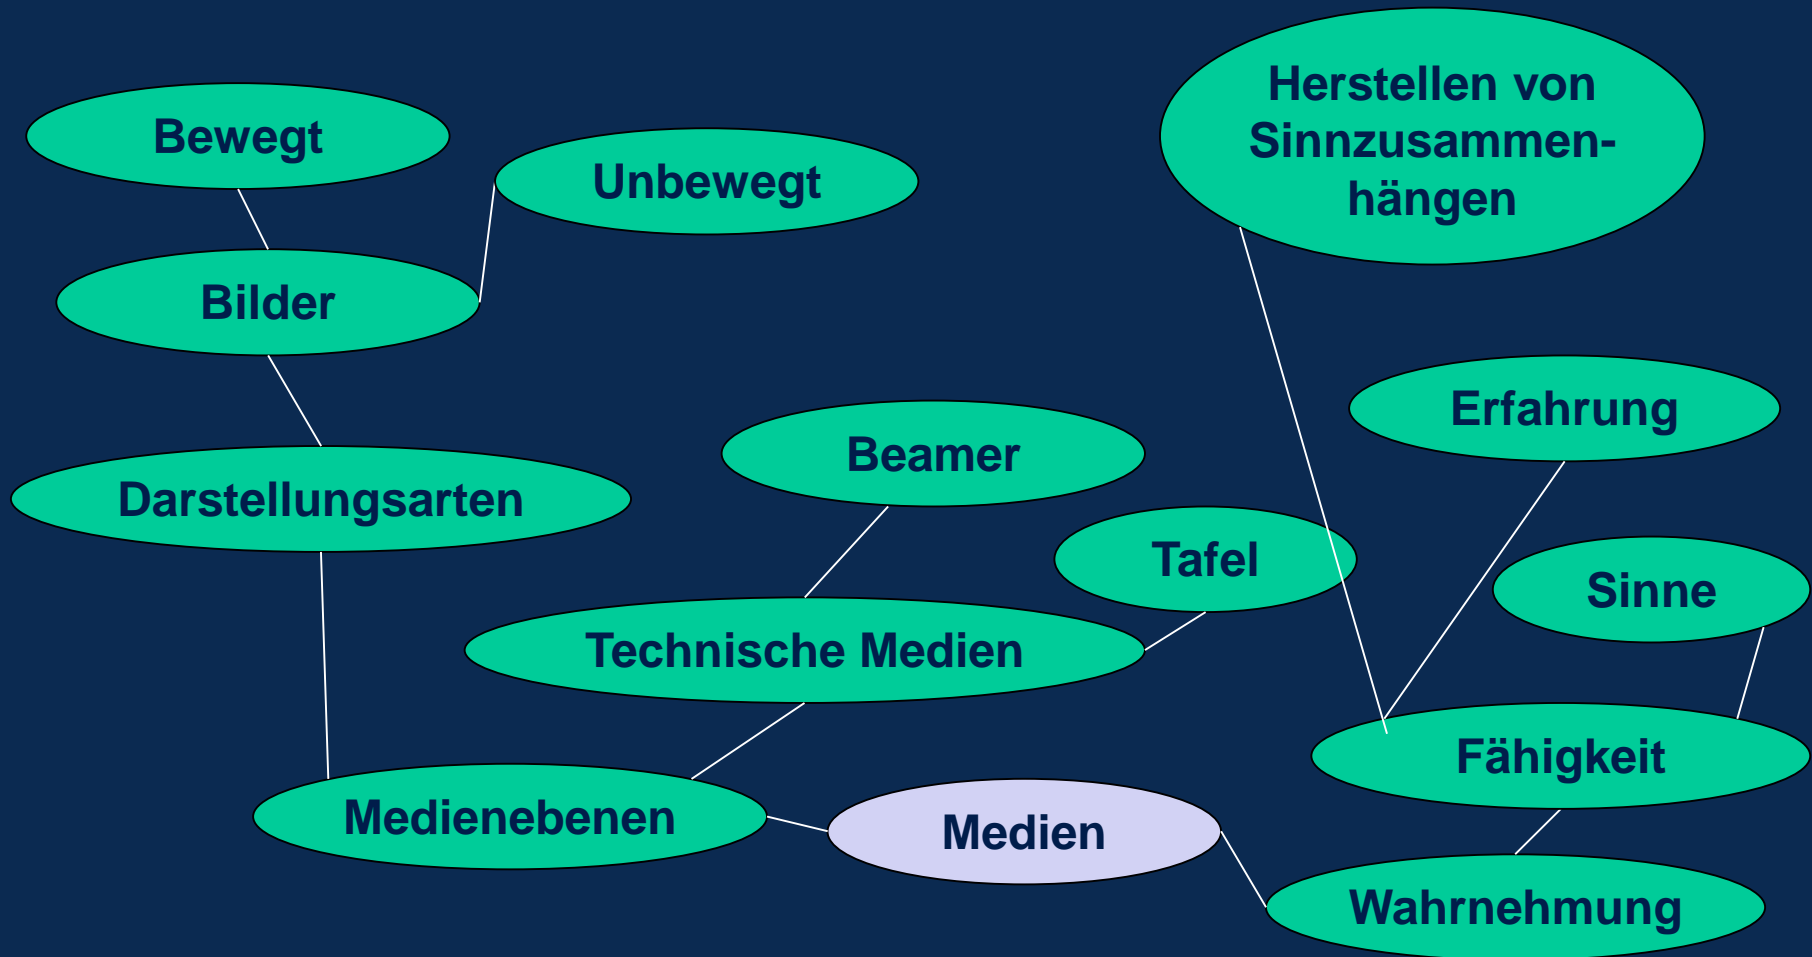 Herstellen von
Sinnzusammen-
hängen
Bewegt
Unbewegt
Bilder
Erfahrung
Beamer
Darstellungsarten
Tafel
Sinne
Technische Medien
Fähigkeit
Medienebenen
Medien
Wahrnehmung